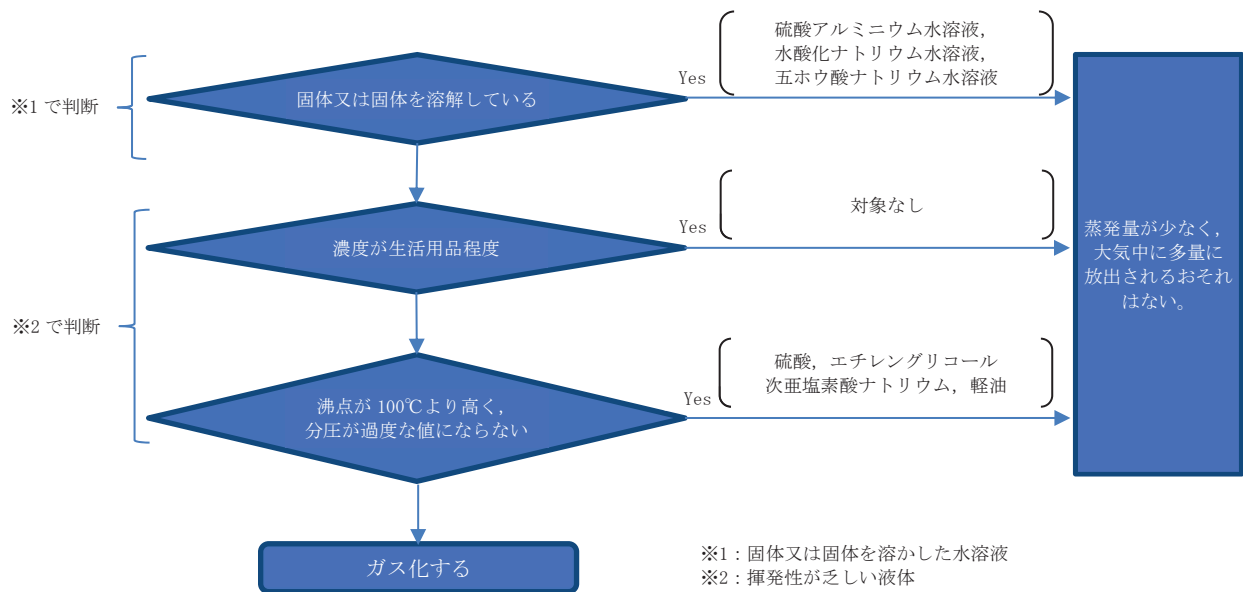 硫酸アルミニウム水溶液，
水酸化ナトリウム水溶液，
五ホウ酸ナトリウム水溶液
Yes
※1 で判断
固体又は固体を溶解している
対象なし
Yes
濃度が生活用品程度
蒸発量が少なく，
大気中に多量に
放出されるおそれ
はない。
※2 で判断
硫酸，エチレングリコール
次亜塩素酸ナトリウム，軽油
Yes
沸点が 100℃より高く，
分圧が過度な値にならない
ガス化する
※1：固体又は固体を溶かした水溶液
※2：揮発性が乏しい液体